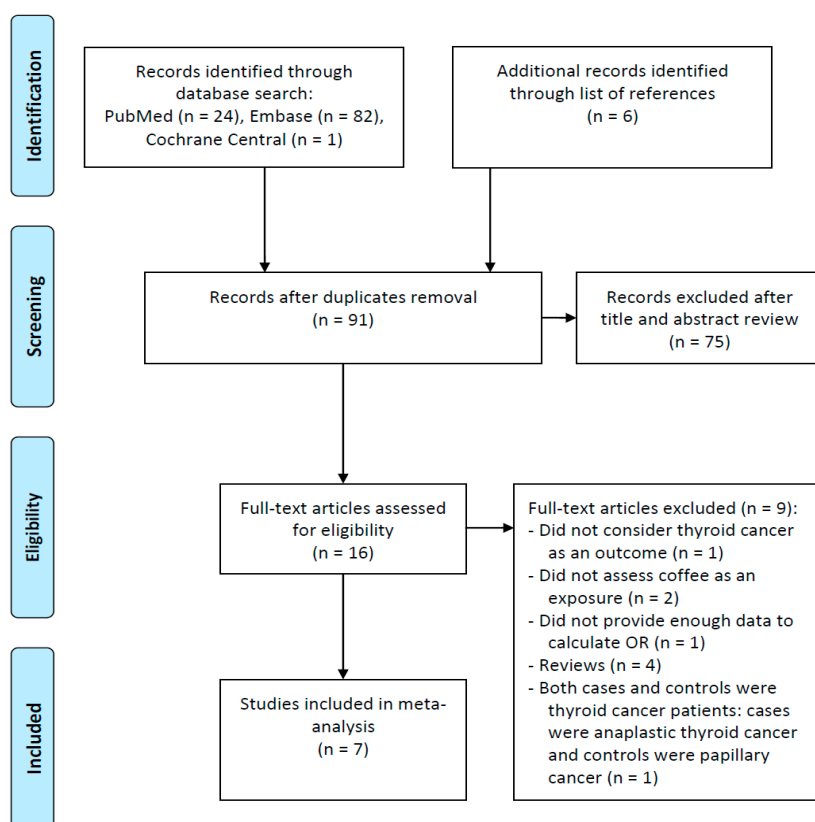 Identification
Records identified through
database search:
PubMed (n = 24), Embase (n = 82),
Cochrane Central (n = 1)
Additional records identified
through list of references
(n = 6)
Screening
Records after duplicates removal
(n = 91)
Records excluded after
title and abstract review
(n = 75)
Eligibility
Full-text articles assessed
for eligibility
(n = 16)
Full-text articles excluded (n = 9):
- Did not consider thyroid cancer
as an outcome (n = 1)
- Did not assess coffee as an
exposure (n = 2)
- Did not provide enough data to
calculate OR (n = 1)
- Reviews (n = 4)
- Both cases and controls were
thyroid cancer patients: cases
were anaplastic thyroid cancer
and controls were papillary
cancer (n = 1)
Included
Studies included in meta-
analysis
(n = 7)